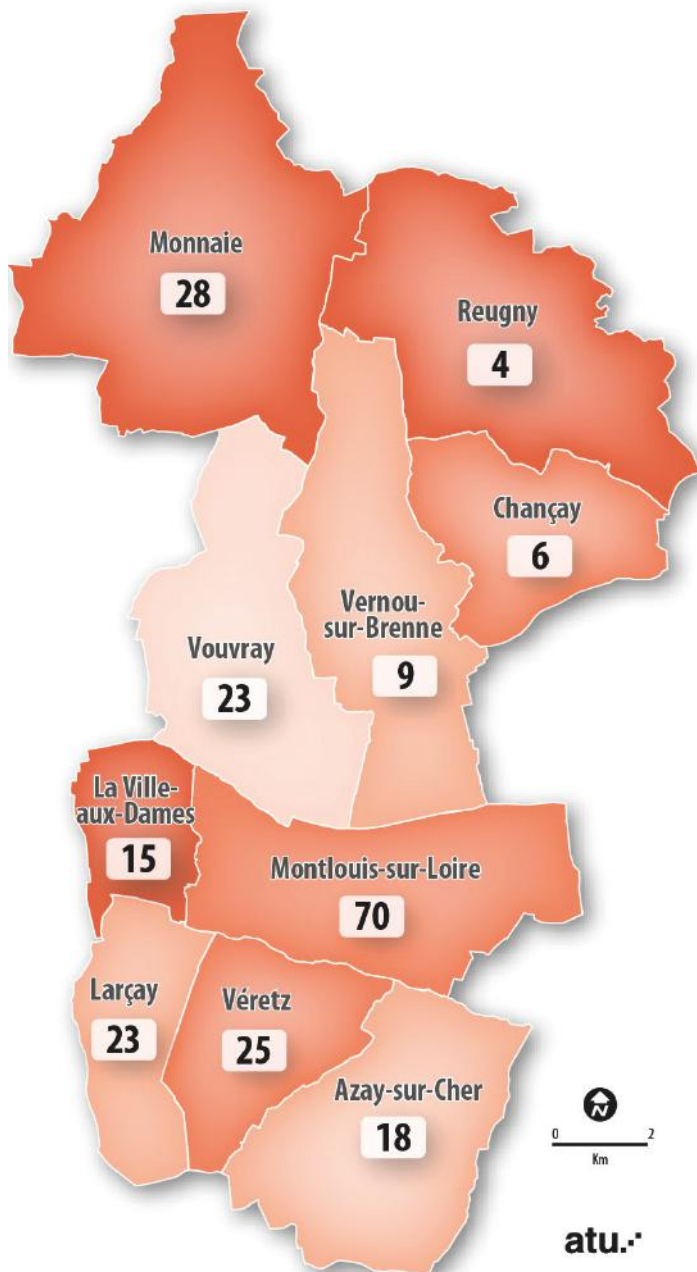 Monnaie
28
Reugny
4
Chançay
6
Vernou-
sur-Brenne
9
Vouvray
23
La Ville-
aux-Dames
15
Montlouis-sur-Loire
70
Larçay
23
Véretz
25
Azay-sur-Cher
18
N
0 2
Km
atu.